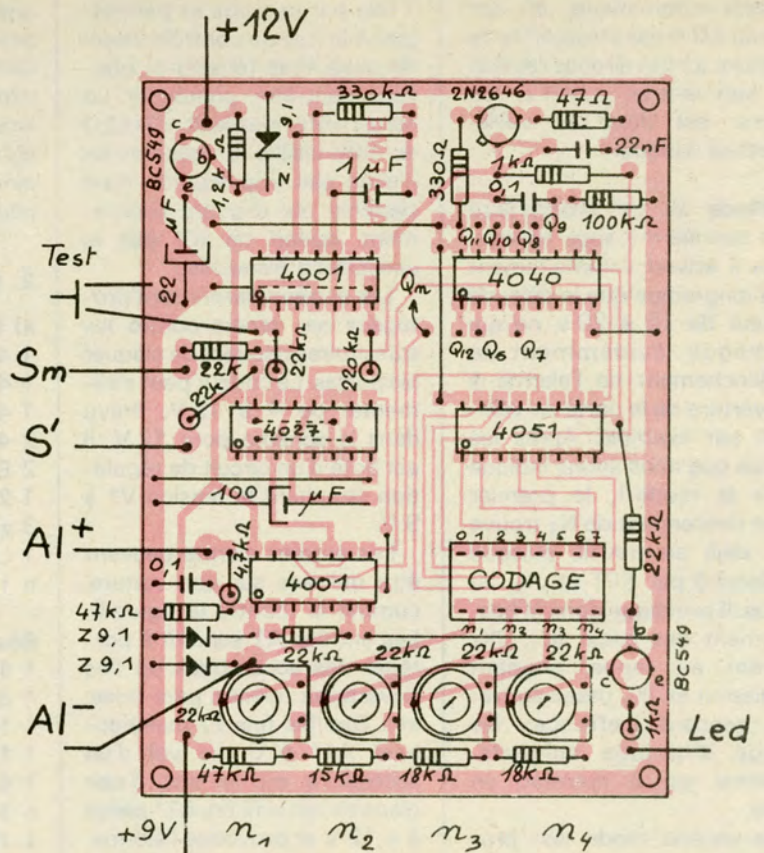 +12V
330kΩ
2N2646
47Ω
BC549
c
b
e
1,2kΩ
9,1
Z
1µF
330Ω
1kΩ
22nF
0,1
100kΩ
µF
22
Test
4001
Q11 Q10 Q8 Q9
4040
Qm
Q12 Q6 Q7
22k
22kΩ
22kΩ
Sm
22k
S'
4027
4051
100 µF
Al+
0,1
4,7kΩ
4001
0 1 2 3 4 5 6 7
CODAGE
n1 n2 n3 n4
22kΩ
47kΩ
Z 9,1
Z 9,1
22kΩ
22kΩ
22kΩ
22kΩ
22kΩ
b
c
e
BC549
1kΩ
Al-
47kΩ
15kΩ
18kΩ
18kΩ
Led
+9V
n1 n2 n3 n4